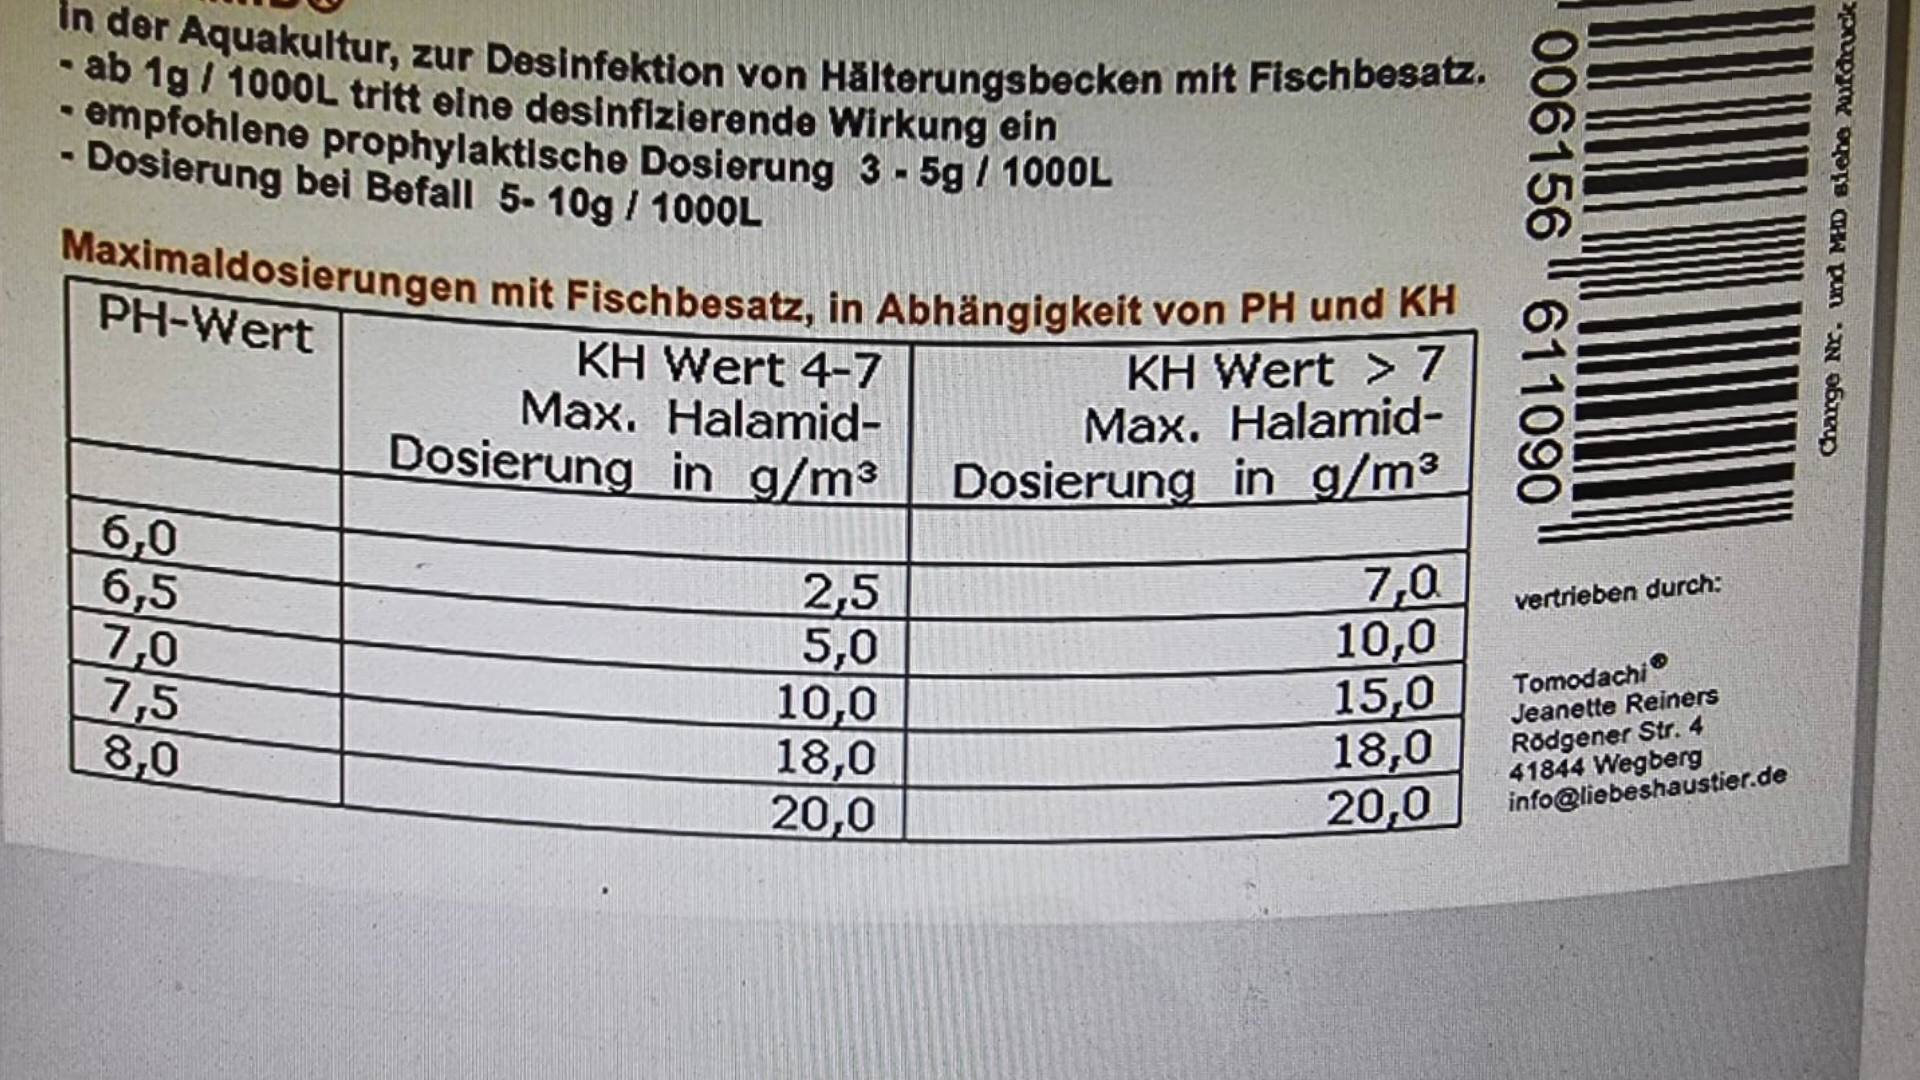 in der Aquakultur, zur Desinfektion von Hälterungsbecken mit Fischbesatz.
- ab 1g / 1000L tritt eine desinfizierende Wirkung ein
- empfohlene prophylaktische Dosierung 3 - 5g / 1000L
- Dosierung bei Befall 5- 10g / 1000L
Maximaldosierungen mit Fischbesatz, in Abhängigkeit von PH und KH
PH-Wert
KH Wert 4-7
Max. Halamid-
Dosierung in g/m³
KH Wert > 7
Max. Halamid-
Dosierung in g/m³
6,0 2,5 7,0
6,5 5,0 10,0
7,0 10,0 15,0
7,5 18,0 18,0
8,0 20,0 20,0
006156 611090
Charge Nr. und MHD siehe Aufdruck
vertrieben durch:
Tomodachi®
Jeanette Reiners
Rödgener Str. 4
41844 Wegberg
info@liebeshaustier.de